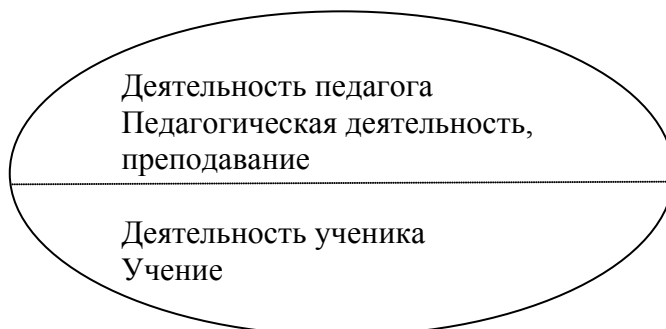 Деятельность педагога
Педагогическая деятельность,
преподавание
Деятельность ученика
Учение